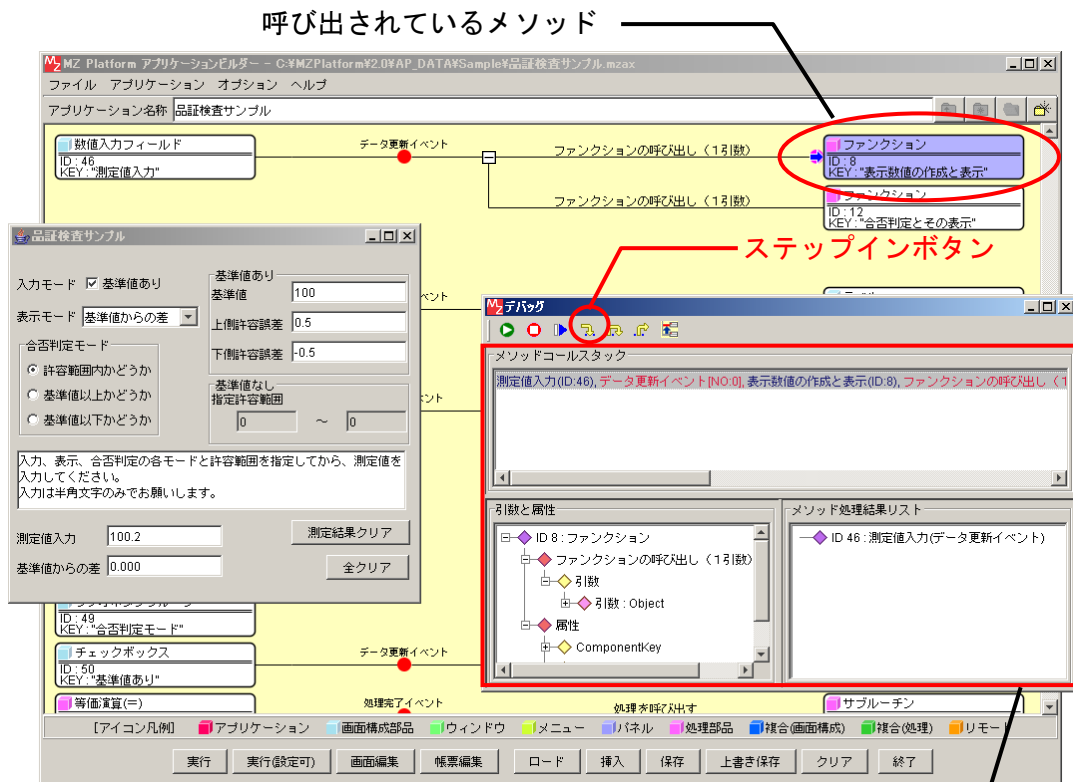 呼び出されているメソッド
MZ Platform アプリケーションビルダー - C:¥MZPlatform¥2.0¥AP_DATA¥Sample¥品証検査サンプル.mzax
ファイル アプリケーション オプション ヘルプ
アプリケーション名称 品証検査サンプル
数値入力フィールド
ID : 46
KEY : "測定値入力"
データ更新イベント
ファンクションの呼び出し（1引数）
ファンクション
ID : 8
KEY : "表示数値の作成と表示"
ファンクションの呼び出し（1引数）
ファンクション
ID : 12
KEY : "合否判定とその表示"
ステップインボタン
品証検査サンプル
入力モード 基準値あり
表示モード 基準値からの差
合否判定モード
許容範囲内かどうか
基準値以上かどうか
基準値以下かどうか
基準値あり
基準値 100
上側許容誤差 0.5
下側許容誤差 -0.5
基準値なし
指定許容範囲
0 ～ 0
入力、表示、合否判定の各モードと許容範囲を指定してから、測定値を
入力してください。
入力は半角文字のみでお願いします。
測定値入力 100.2 測定結果クリア
基準値からの差 0.000 全クリア
ベント
ベント
デバッグ
メソッドコールスタック
測定値入力(ID:46), データ更新イベント[NO:0], 表示数値の作成と表示(ID:8), ファンクションの呼び出し（1
引数と属性
ID 8 : ファンクション
ファンクションの呼び出し（1引数)
引数
引数 : Object
属性
ComponentKey
メソッド処理結果リスト
ID 46 : 測定値入力(データ更新イベント)
ID : 49
KEY : "合否判定モード"
チェックボックス
ID : 50
KEY : "基準値あり"
データ更新イベント
等価演算(=)
処理完了イベント
処理を呼び出す
サブルーチン
[アイコン凡例] アプリケーション 画面構成部品 ウィンドウ メニュー パネル 処理部品 複合(画面構成) 複合(処理) リモート
実行 実行(設定可) 画面編集 帳票編集 ロード 挿入 保存 上書き保存 クリア 終了